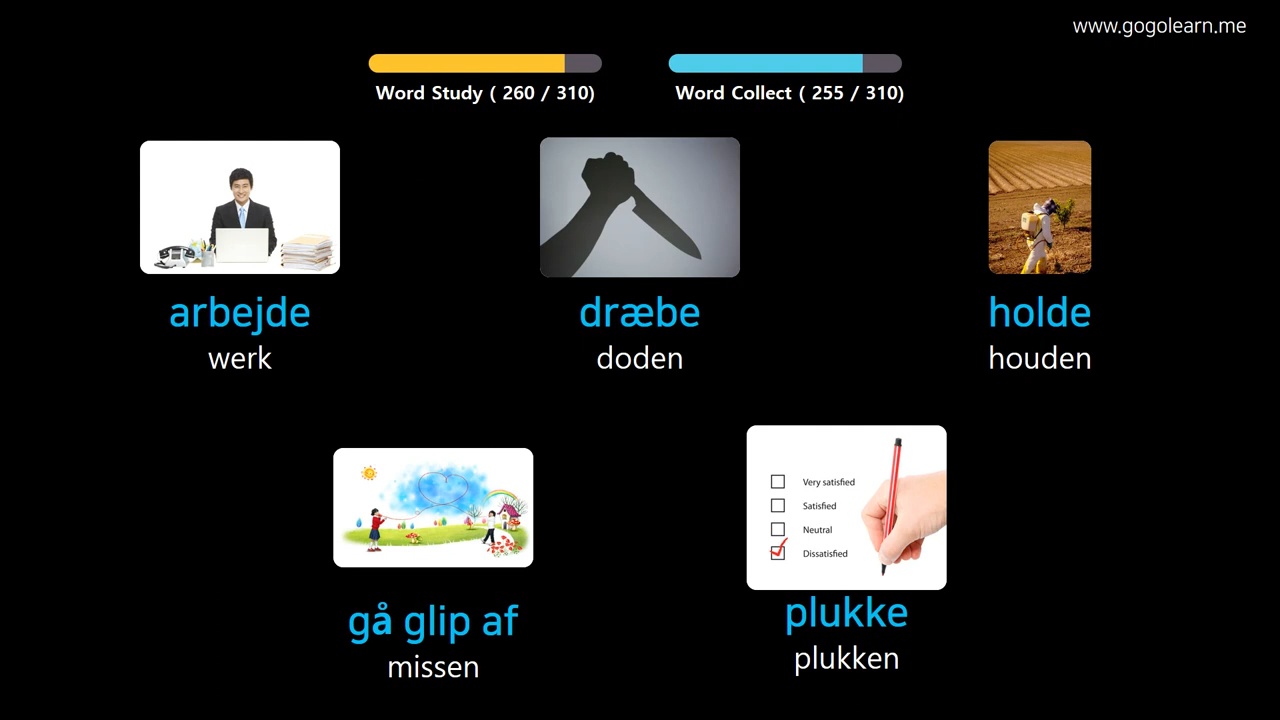 www.gogolearn.me
Word Study ( 260 / 310)
Word Collect ( 255 / 310)
arbejde
werk
dræbe
doden
holde
houden
Very satisfied
Satisfied
Neutral
Dissatisfied
gå glip af
missen
plukke
plukken